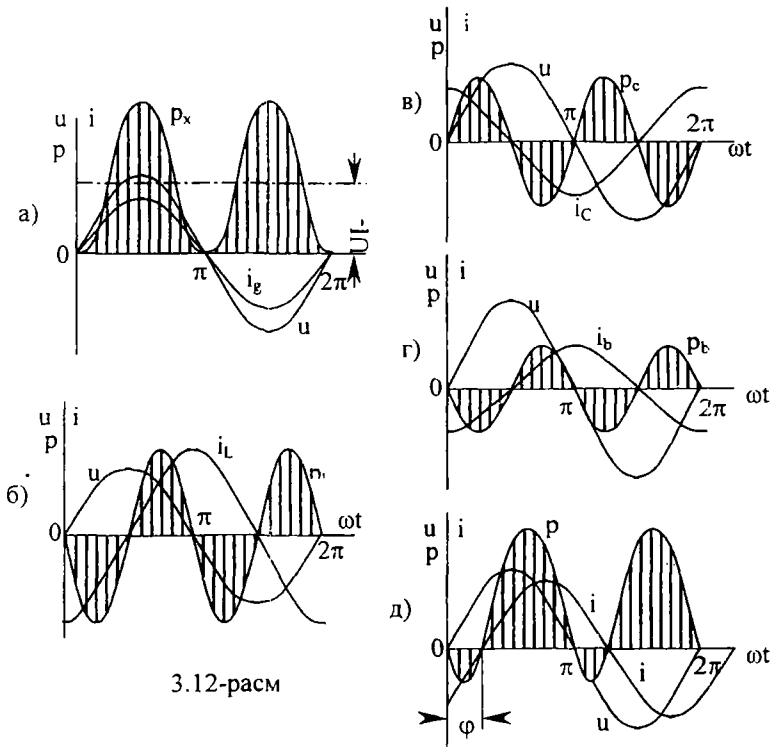 u i
p
pₓ
а)
0
π
i_g
2π
u
UI
u i
p
u
i_L
б)
0
π
ωt
2π
3.12-расм
u i
p
u
p_c
в)
π
0
2π
ωt
i_C
u i
p
u
i_b
p_b
г)
0
π
2π
ωt
u i
p
p
i
д)
0
π
i
2π
ωt
u
φ